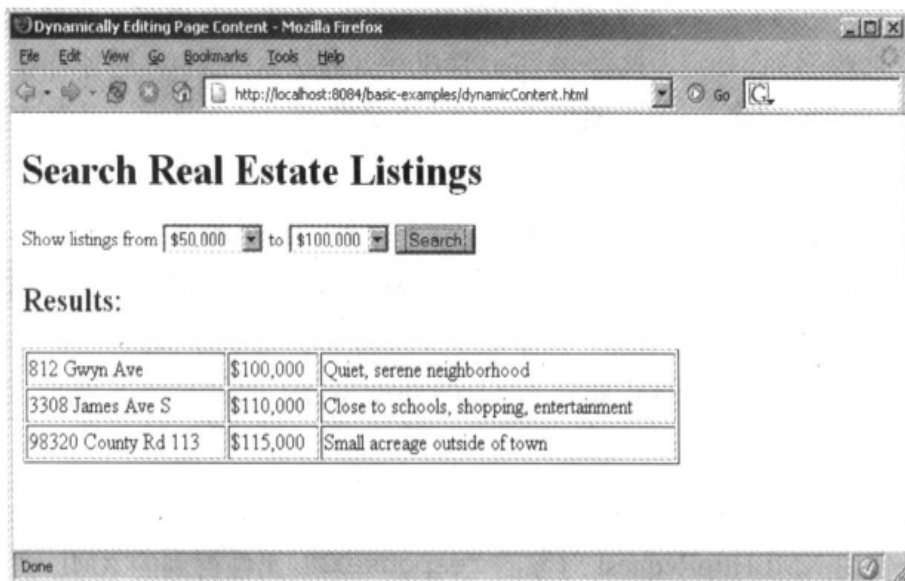 Dynamically Editing Page Content - Mozilla Firefox
File Edit View Go Bookmarks Tools Help
http://localhost:8084/basic-examples/dynamicContent.html Go
Search Real Estate Listings
Show listings from $50,000 to $100,000 Search
Results:
812 Gwyn Ave $100,000 Quiet, serene neighborhood
3308 James Ave S $110,000 Close to schools, shopping, entertainment
98320 County Rd 113 $115,000 Small acreage outside of town
Done